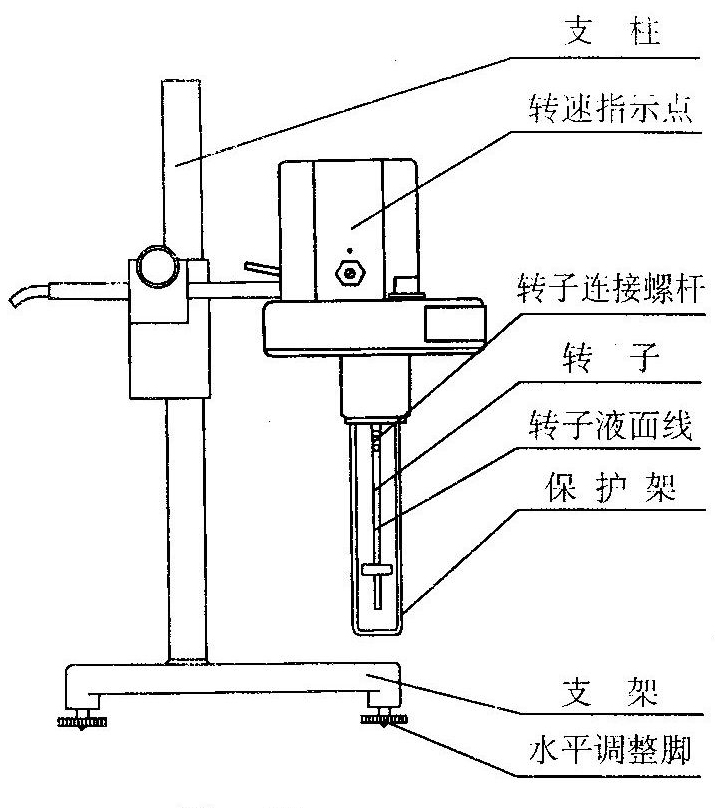 支 柱
转速指示点
转子连接螺杆
转 子
转子液面线
保 护 架
支 架
水平调整脚